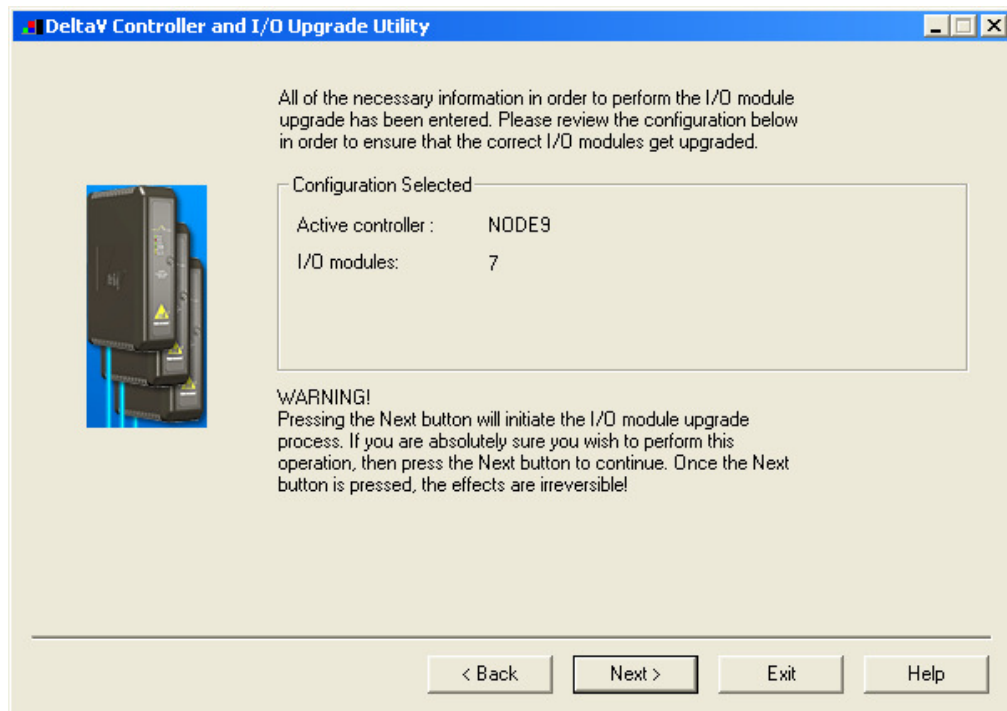 DeltaV Controller and I/O Upgrade Utility
All of the necessary information in order to perform the I/O module
upgrade has been entered. Please review the configuration below
in order to ensure that the correct I/O modules get upgraded.
Configuration Selected
Active controller : NODE9
I/O modules: 7
WARNING!
Pressing the Next button will initiate the I/O module upgrade
process. If you are absolutely sure you wish to perform this
operation, then press the Next button to continue. Once the Next
button is pressed, the effects are irreversible!
< Back Next > Exit Help